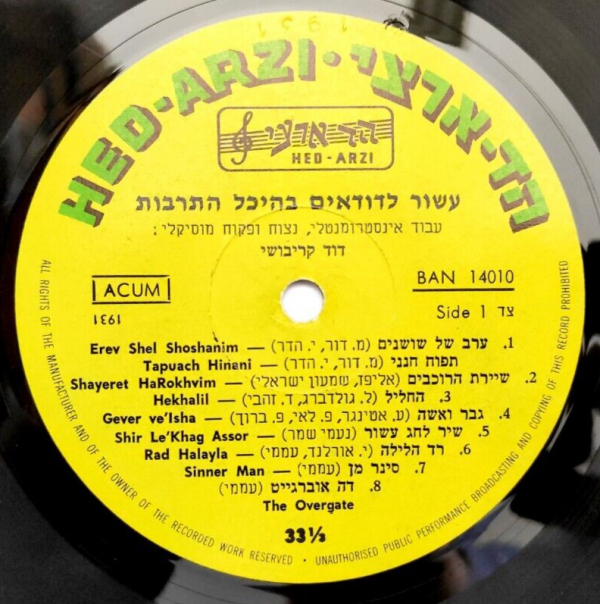 1931
HED-ARZI • הד-ארצי
הד ארצי
HED-ARZI
עשור לדודאים בהיכל התרבות
עבוד אינסטרומנטלי, נצוח ופקוח מוסיקלי:
דוד קריבושי
ACUM
BAN 14010
1931
Side 1 צד
1. ערב של שושנים (מ. דור, י. הדר) — Erev Shel Shoshanim
תפוח חנני (מ. דור, י. הדר) — Tapuach Hinani
2. שיירת הרוכבים (אליפז, שמעון ישראלי) — Shayeret HaRokhvim
3. החליל (ל. גולדברג, ד. זהבי) — Hekhalil
4. גבר ואשה (ע. אטינגר, פ. לאי, פ. ברוך) — Gever ve'Isha
5. שיר לחג עשור (נעמי שמר) — Shir Le'Khag Assor
6. רד הלילה (י. אורלנד, עממי) — Rad Halayla
7. סינר מן (עממי) — Sinner Man
8. דה אוברגייט (עממי)
The Overgate
33⅓
ALL RIGHTS OF THE MANUFACTURER AND OF THE OWNER OF THE RECORDED WORK RESERVED • UNAUTHORISED PUBLIC PERFORMANCE BROADCASTING AND COPYING OF THIS RECORD PROHIBITED